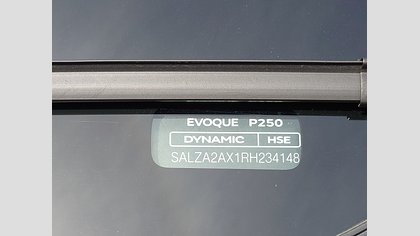 EVOQUE P250
DYNAMIC HSE
SALZA2AX1RH234148